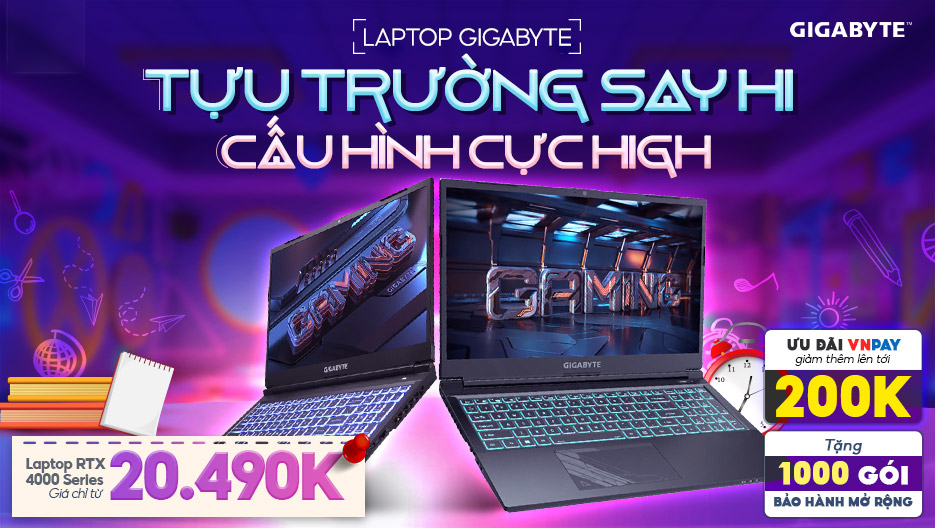 LAPTOP GIGABYTE
GIGABYTE™
TỰU TRƯỜNG SAY HI
CẤU HÌNH CỰC HIGH
GAMING
GIGABYTE
GAMING
GIGABYTE
GIGABYTE
Laptop RTX
4000 Series
Giá chỉ từ
20.490K
ƯU ĐÃI VNPAY
giảm thêm lên tới
200K
Tặng
1000 GÓI
BẢO HÀNH MỞ RỘNG